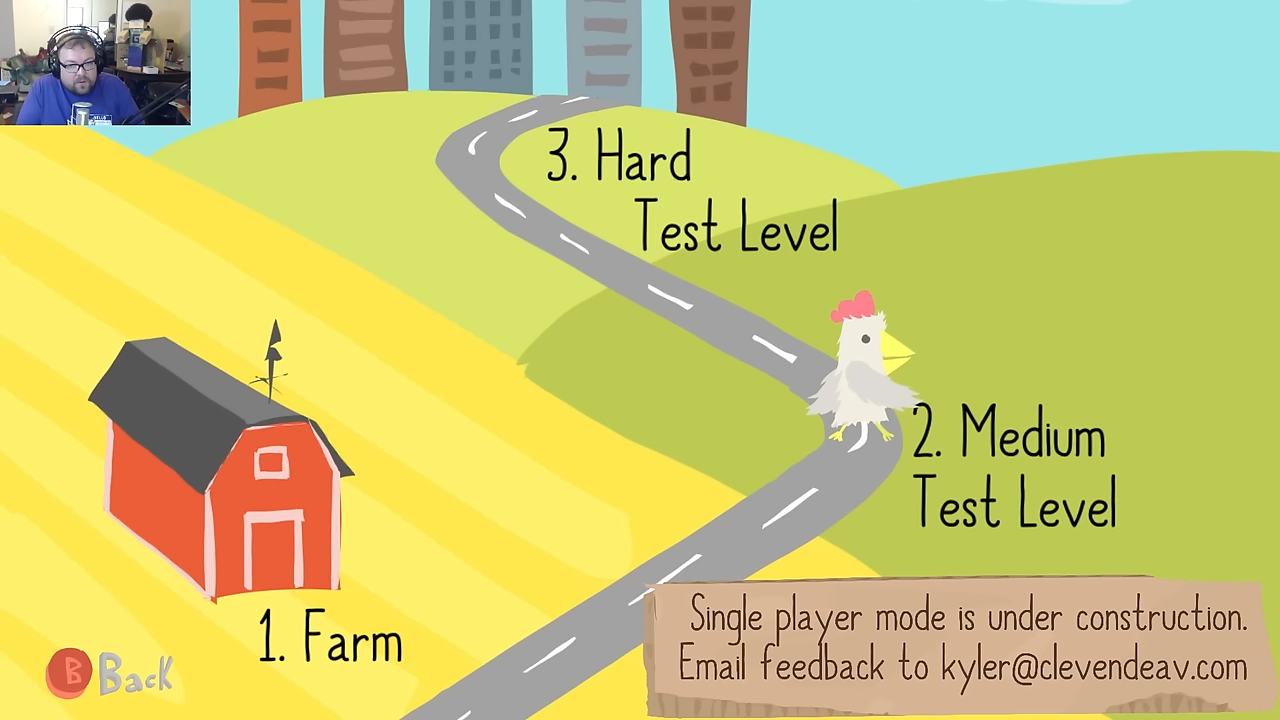 3. Hard
Test Level
2. Medium
Test Level
1. Farm
Single player mode is under construction.
Email feedback to kyler@clevendeav.com
B Back
HELLO